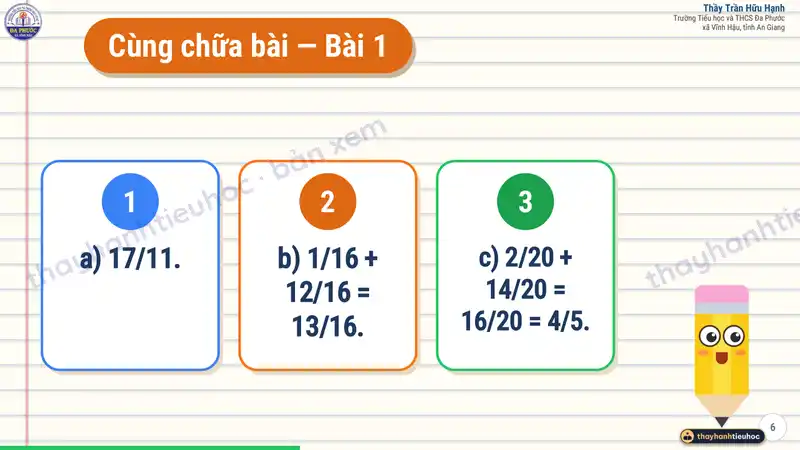 Thầy Trần Hữu Hạnh
Trường Tiểu học và THCS Đa Phước
xã Vĩnh Hậu, tỉnh An Giang
ĐA PHƯỚC
Cùng chữa bài – Bài 1
1
a) 17/11.
2
b) 1/16 +
12/16 =
13/16.
3
c) 2/20 +
14/20 =
16/20 = 4/5.
thayhanhtieuhoc · bản xem
thayhanhtieuhoc
6